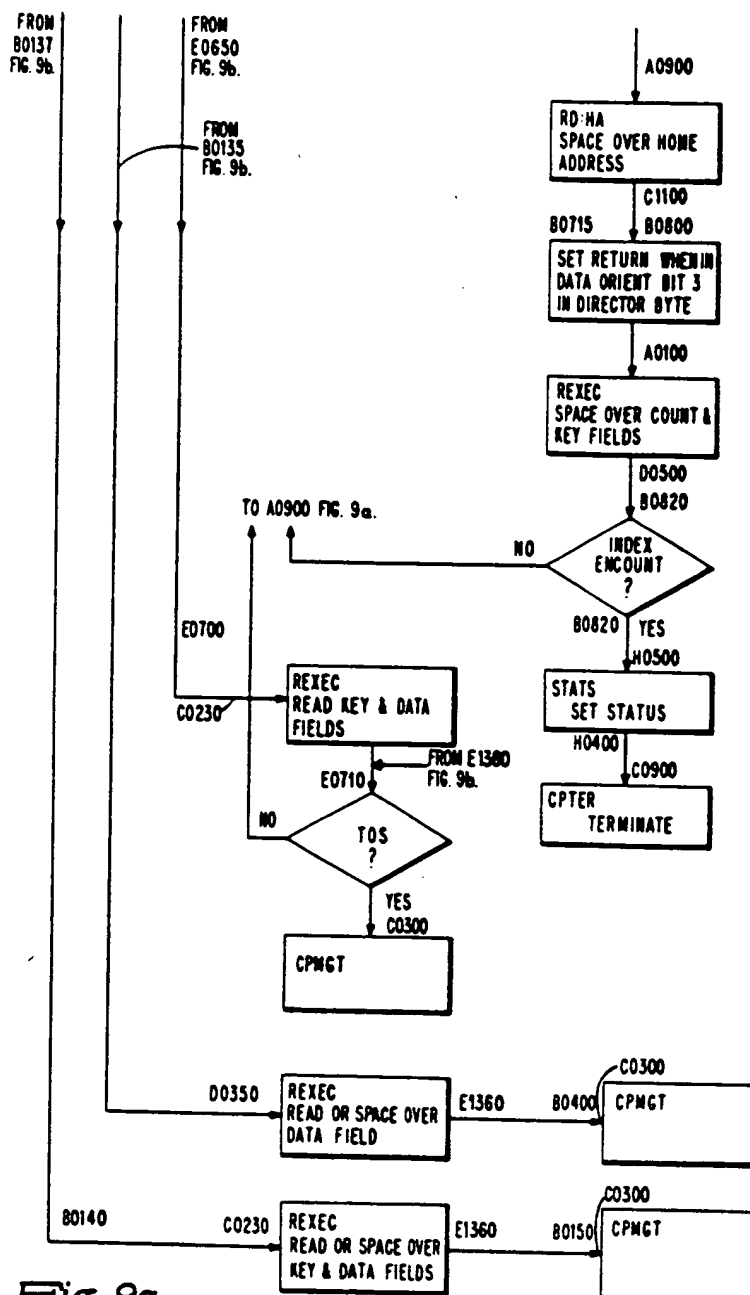 FROM
B0137
FIG. 9b.
FROM
E0650
FIG. 9b.
FROM
B0135
FIG. 9b.
A0900
RD:HA
SPACE OVER HOME
ADDRESS
C1100
B0715 B0800
SET RETURN WHEN IN
DATA ORIENT BIT 3
IN DIRECTOR BYTE
A0100
REXEC
SPACE OVER COUNT &
KEY FIELDS
D0500
B0820
TO A0900 FIG. 9a.
NO
INDEX
ENCOUNT
?
B0820 YES
H0500
STATS
SET STATUS
H0400
C0900
CPTER
TERMINATE
E0700
C0230
REXEC
READ KEY & DATA
FIELDS
FROM E1380
FIG. 9b.
E0710
NO
TOS
?
YES
C0300
CPMGT
D0350
REXEC
READ OR SPACE OVER
DATA FIELD
E1360
B0400
C0300
CPMGT
B0140
C0230
REXEC
READ OR SPACE OVER
KEY & DATA FIELDS
E1360
B0150
C0300
CPMGT